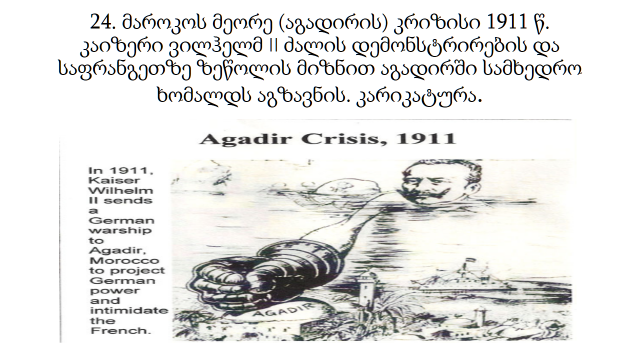 24. მაროკოს მეორე (აგადირის) კრიზისი 1911 წ.
კაიზერი ვილჰელმ II ძალის დემონსტრირების და
საფრანგეთზე ზეწოლის მიზნით აგადირში სამხედრო
ხომალდს აგზავნის. კარიკატურა.
Agadir Crisis, 1911
In 1911,
Kaiser
Wilhelm
II sends
a
German
warship
to
Agadir,
Morocco
to project
German
power
and
intimidate
the
French.
AGADIR